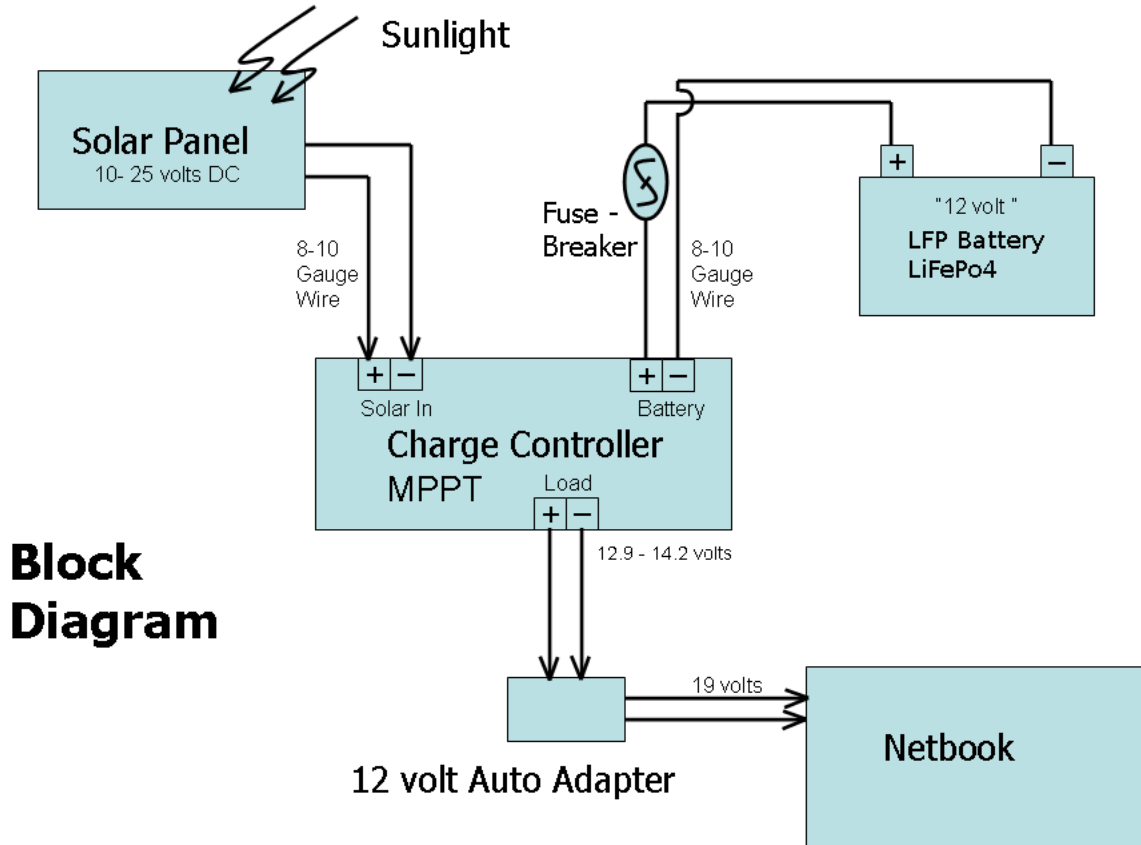 Sunlight
Solar Panel
10- 25 volts DC
+
−
"12 volt "
LFP Battery
LiFePo4
Fuse -
Breaker
8-10
Gauge
Wire
8-10
Gauge
Wire
+ −
Solar In
+ −
Battery
Charge Controller
MPPT
Load
+ −
12.9 - 14.2 volts
Block
Diagram
19 volts
Netbook
12 volt Auto Adapter